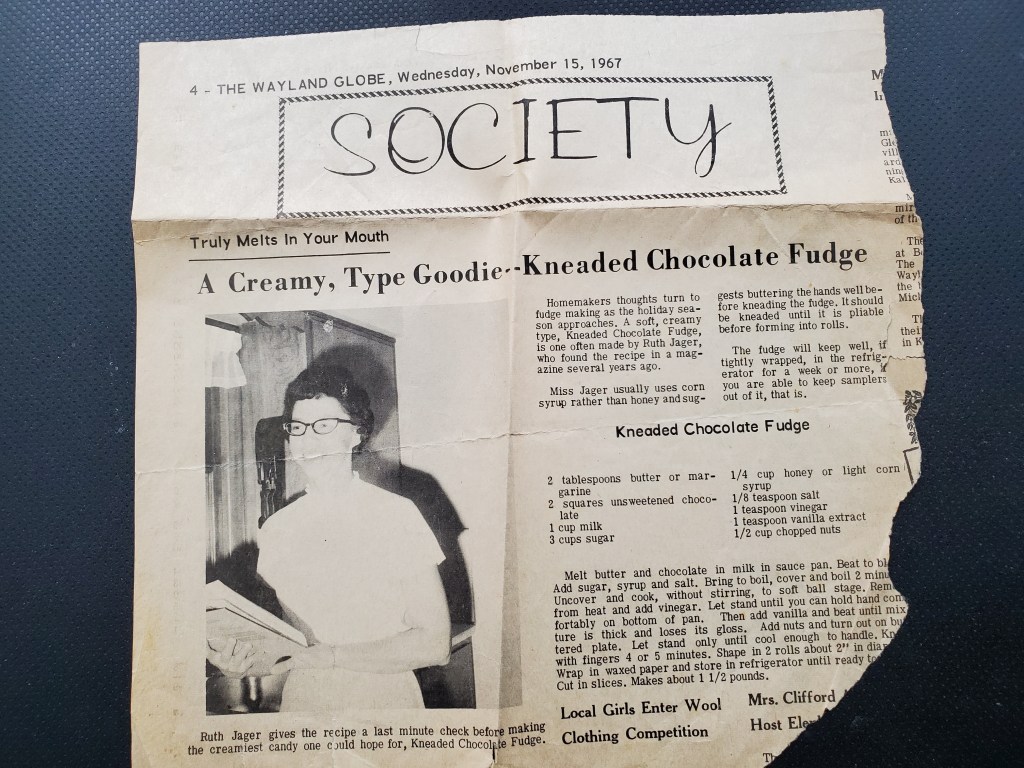 4 - THE WAYLAND GLOBE, Wednesday, November 15, 1967
SOCIETY
Truly Melts In Your Mouth
A Creamy, Type Goodie--Kneaded Chocolate Fudge
Homemakers thoughts turn to
fudge making as the holiday sea-
son approaches. A soft, creamy
type, Kneaded Chocolate Fudge,
is one often made by Ruth Jager,
who found the recipe in a mag-
azine several years ago.
Miss Jager usually uses corn
syrup rather than honey and sug-
gests buttering the hands well be-
fore kneading the fudge. It should
be kneaded until it is pliable
before forming into rolls.
The fudge will keep well, if
tightly wrapped, in the refrig-
erator for a week or more, if
you are able to keep samplers
out of it, that is.
Kneaded Chocolate Fudge
2 tablespoons butter or mar-
garine
2 squares unsweetened choco-
late
1 cup milk
3 cups sugar
1/4 cup honey or light corn
syrup
1/8 teaspoon salt
1 teaspoon vinegar
1 teaspoon vanilla extract
1/2 cup chopped nuts
Melt butter and chocolate in milk in sauce pan. Beat to
Add sugar, syrup and salt. Bring to boil, cover and boil 2
Uncover and cook, without stirring, to soft ball stage.
from heat and add vinegar. Let stand until you can hold hand
fortably on bottom of pan. Then add vanilla and beat until mix
ture is thick and loses its gloss. Add nuts and turn out on
tered plate. Let stand only until cool enough to handle.
with fingers 4 or 5 minutes. Shape in 2 rolls about 2" in
Wrap in waxed paper and store in refrigerator until ready
Cut in slices. Makes about 1 1/2 pounds.
Ruth Jager gives the recipe a last minute check before making
the creamiest candy one could hope for, Kneaded Chocolate Fudge.
Local Girls Enter Wool
Clothing Competition
Mrs. Clifford
Host
of th
The
at
The
the
in